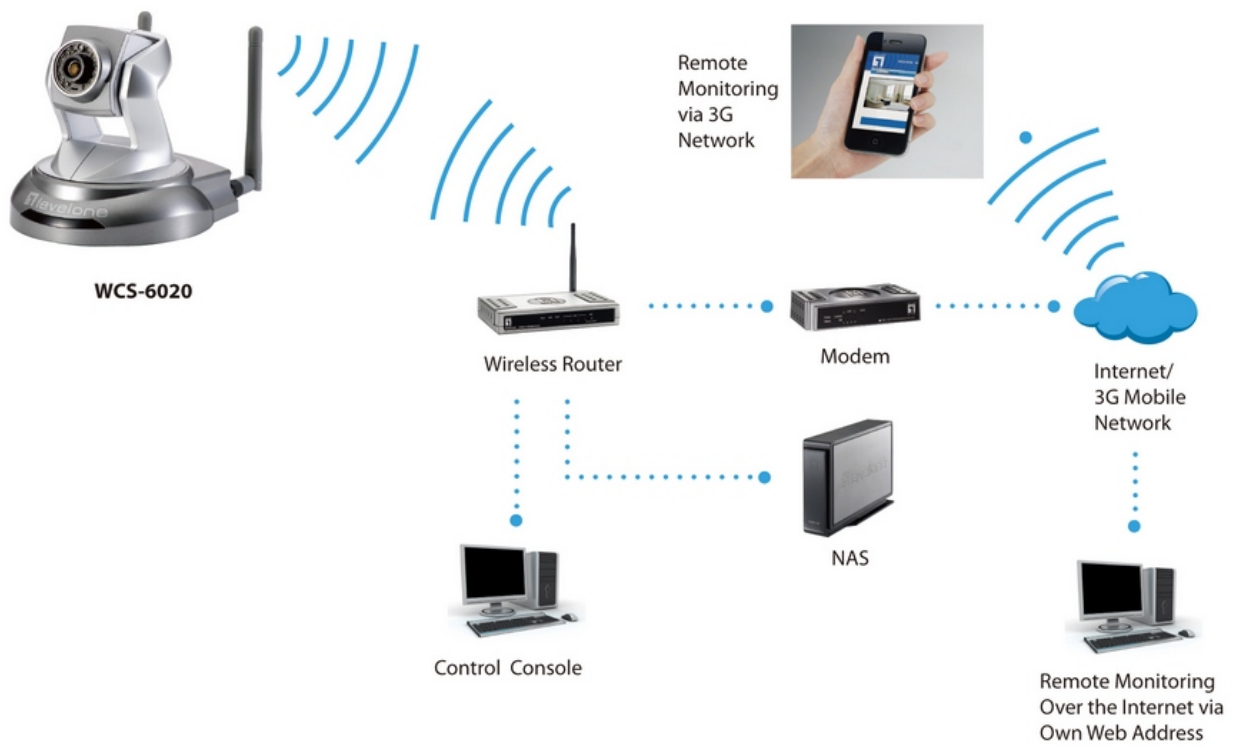 levelone
WCS-6020
Remote
Monitoring
via 3G
Network
Wireless Router
Modem
Internet/
3G Mobile
Network
NAS
Control Console
Remote Monitoring
Over the Internet via
Own Web Address